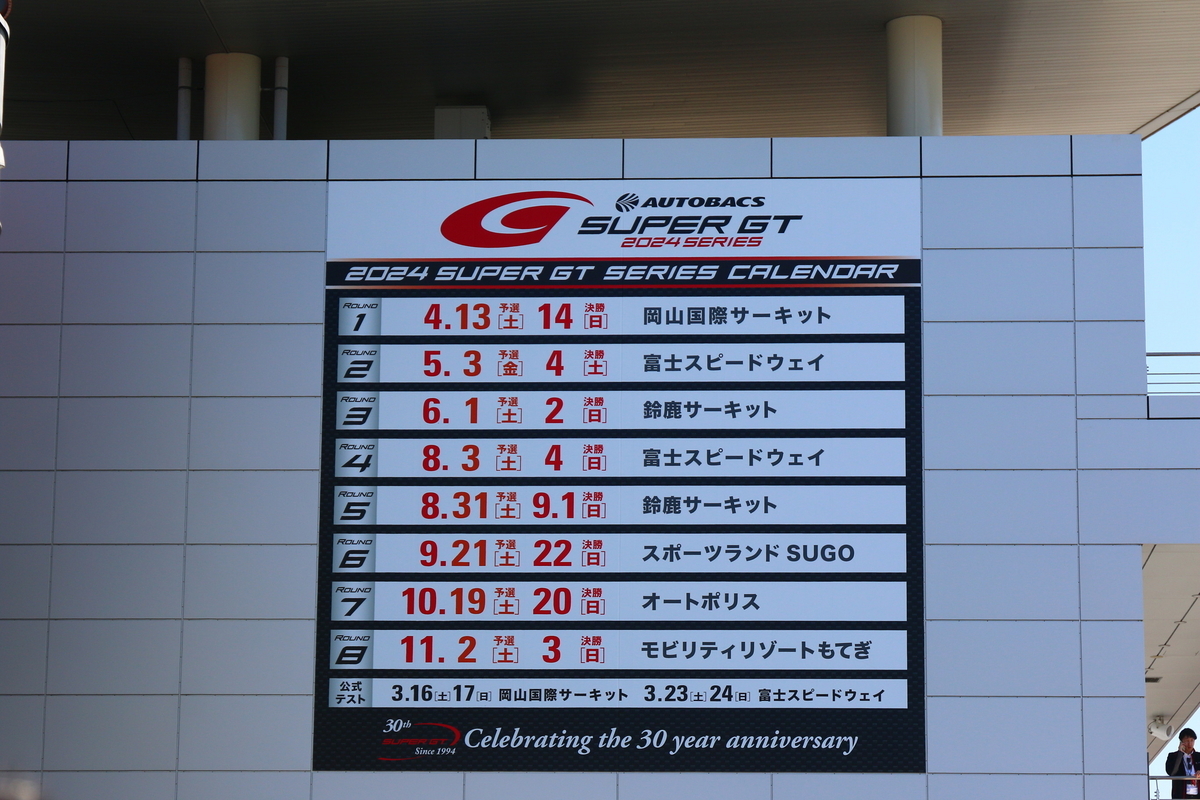 AUTOBACS
SUPER GT
2024 SERIES
2024 SUPER GT SERIES CALENDAR
ROUND 1 4.13 予選[土] 14 決勝[日] 岡山国際サーキット
ROUND 2 5. 3 予選[金] 4 決勝[土] 富士スピードウェイ
ROUND 3 6. 1 予選[土] 2 決勝[日] 鈴鹿サーキット
ROUND 4 8. 3 予選[土] 4 決勝[日] 富士スピードウェイ
ROUND 5 8.31 予選[土] 9.1 決勝[日] 鈴鹿サーキット
ROUND 6 9.21 予選[土] 22 決勝[日] スポーツランド SUGO
ROUND 7 10.19 予選[土] 20 決勝[日] オートポリス
ROUND 8 11. 2 予選[土] 3 決勝[日] モビリティリゾートもてぎ
公式テスト 3.16[土]17[日] 岡山国際サーキット 3.23[土]24[日] 富士スピードウェイ
30th SUPER GT Since 1994 Celebrating the 30 year anniversary